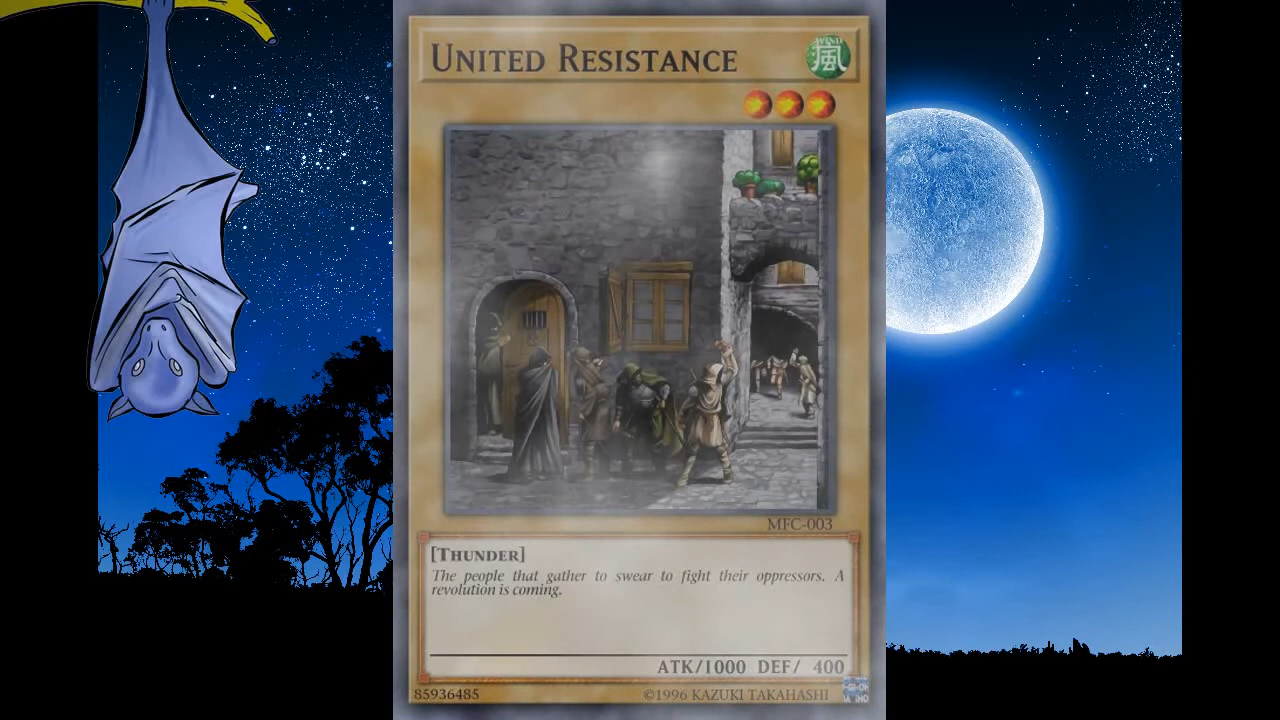 UNITED RESISTANCE
WIND
風
MFC-003
[THUNDER]
The people that gather to swear to fight their oppressors. A
revolution is coming.
ATK/1000 DEF/ 400
85936485
©1996 KAZUKI TAKAHASHI